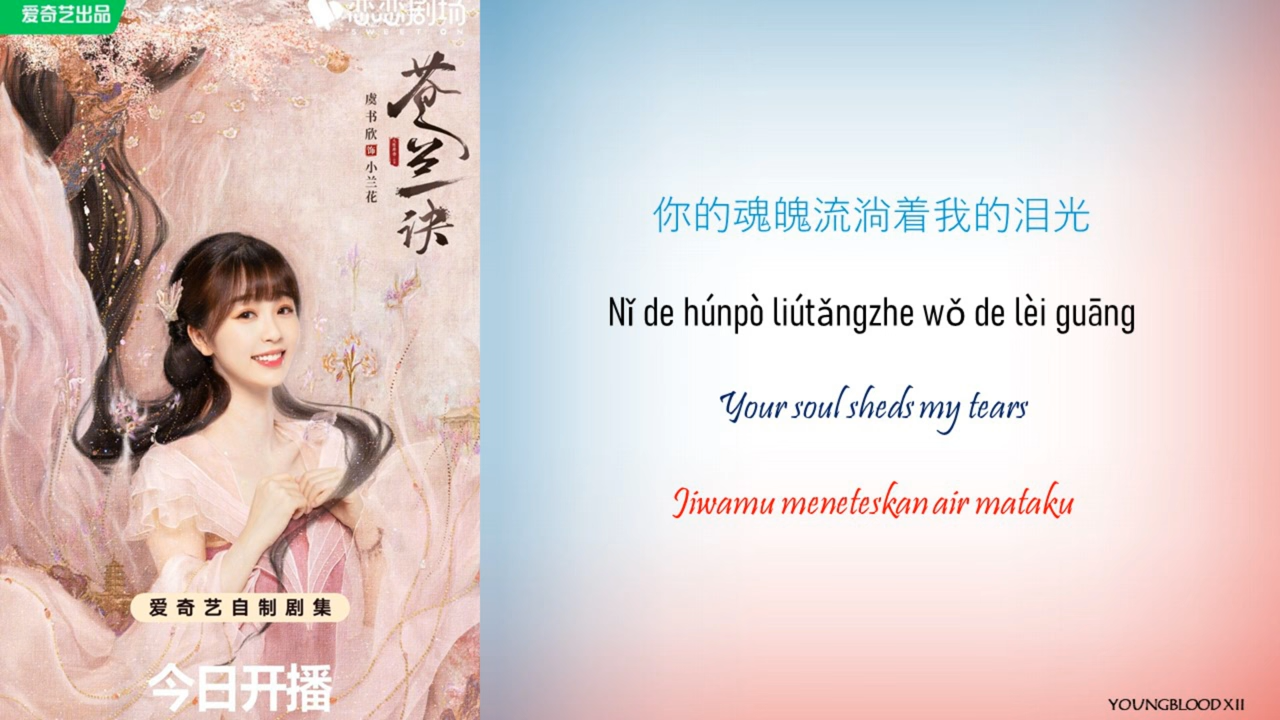 爱奇艺出品
恋恋剧场
SWEET ON
苍兰诀
虞书欣饰小兰花
爱奇艺自制剧集
今日开播
你的魂魄流淌着我的泪光
Nǐ de húnpò liútǎngzhe wǒ de lèi guāng
Your soul sheds my tears
Jiwamu meneteskan air mataku
YOUNGBLOOD XII